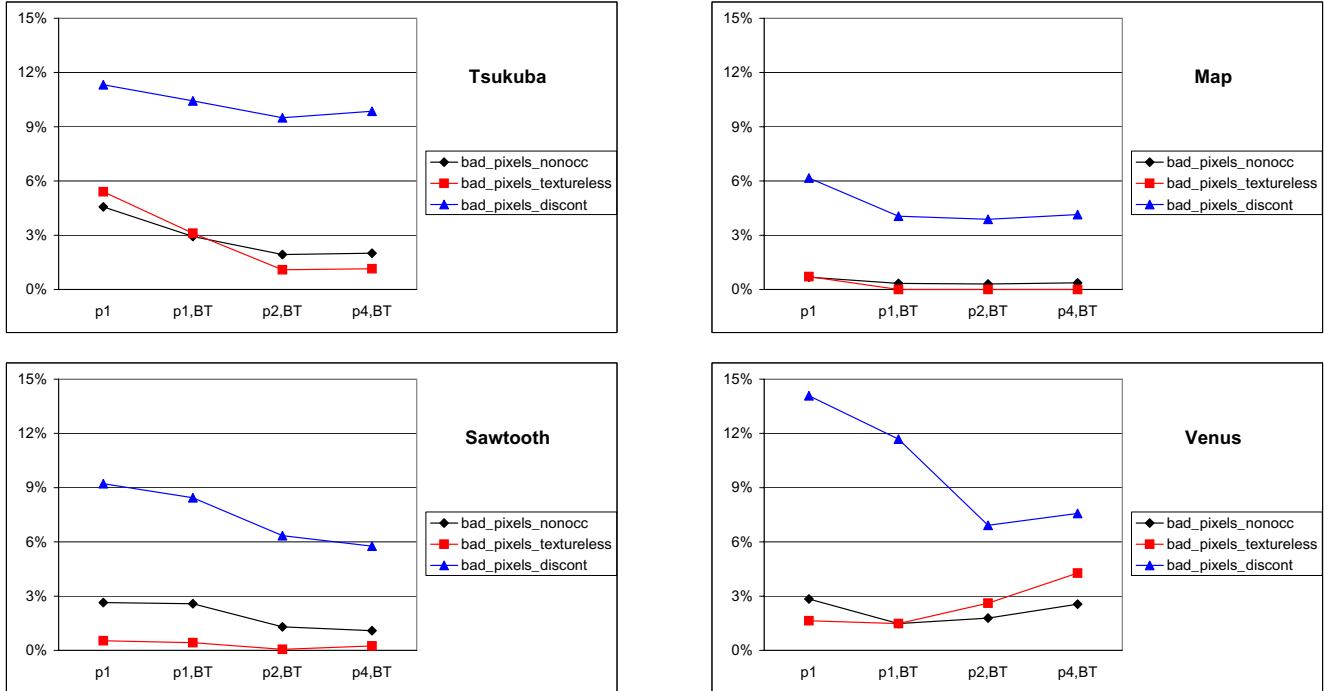 15%
12%
9%
6%
3%
0%
p1
p1,BT
p2,BT
p4,BT
Tsukuba
bad_pixels_nonocc
bad_pixels_textureless
bad_pixels_discont
15%
12%
9%
6%
3%
0%
p1
p1,BT
p2,BT
p4,BT
Map
bad_pixels_nonocc
bad_pixels_textureless
bad_pixels_discont
15%
12%
9%
6%
3%
0%
p1
p1,BT
p2,BT
p4,BT
Sawtooth
bad_pixels_nonocc
bad_pixels_textureless
bad_pixels_discont
15%
12%
9%
6%
3%
0%
p1
p1,BT
p2,BT
p4,BT
Venus
bad_pixels_nonocc
bad_pixels_textureless
bad_pixels_discont